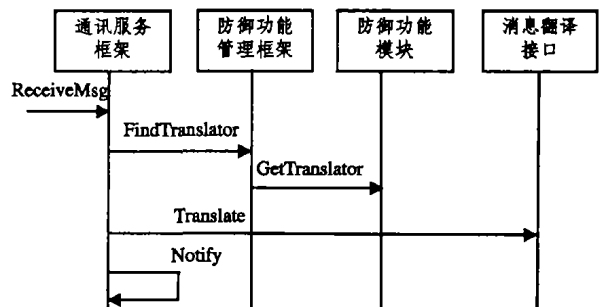 通讯服务
框架
防御功能
管理框架
防御功能
模块
消息翻译
接口
ReceiveMsg
FindTranslator
GetTranslator
Translate
Notify